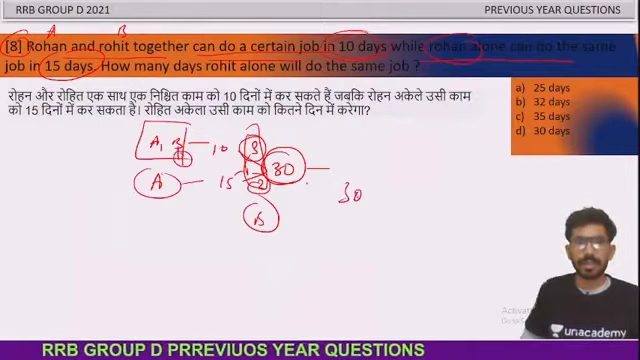 RRB GROUP D 2021
PREVIOUS YEAR QUESTIONS
A B
[8] Rohan and rohit together can do a certain job in 10 days while rohan alone can do the same
job in 15 days. How many days rohit alone will do the same job ?
रोहन और रोहित एक साथ एक निश्चित काम को 10 दिनों में कर सकते हैं जबकि रोहन अकेले उसी काम
को 15 दिनों में कर सकता है। रोहित अकेला उसी काम को कितने दिन में करेगा?
a) 25 days
b) 32 days
c) 35 days
d) 30 days
A, B 10 3 30
A 15 2
30
B
unacademy
RRB GROUP D PRREVIUOS YEAR QUESTIONS